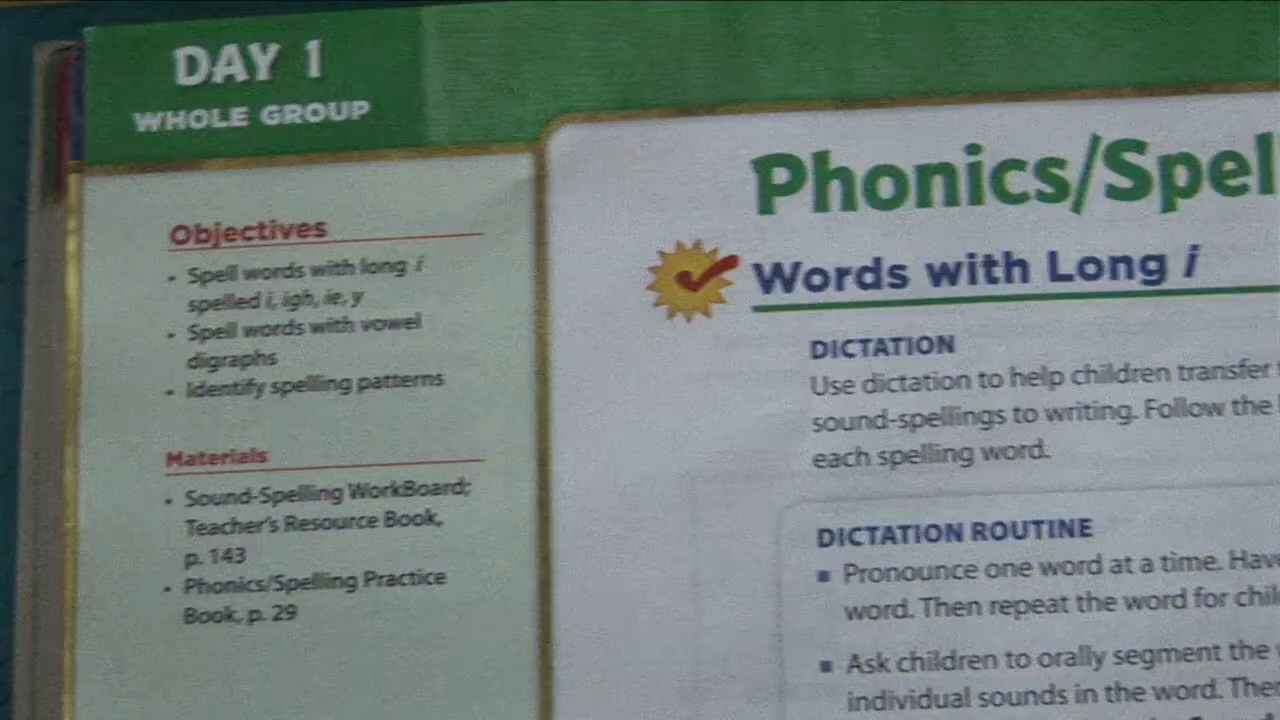 DAY 1
WHOLE GROUP
Objectives
• Spell words with long i
spelled i, igh, ie, y
• Spell words with vowel
digraphs
• Identify spelling patterns
Materials
• Sound-Spelling WorkBoard;
Teacher's Resource Book,
p. 143
• Phonics/Spelling Practice
Book, p. 29
Phonics/Spel
Words with Long i
DICTATION
Use dictation to help children transfer
sound-spellings to writing. Follow the
each spelling word.
DICTATION ROUTINE
■ Pronounce one word at a time. Have
word. Then repeat the word for chil
■ Ask children to orally segment the
individual sounds in the word. Then